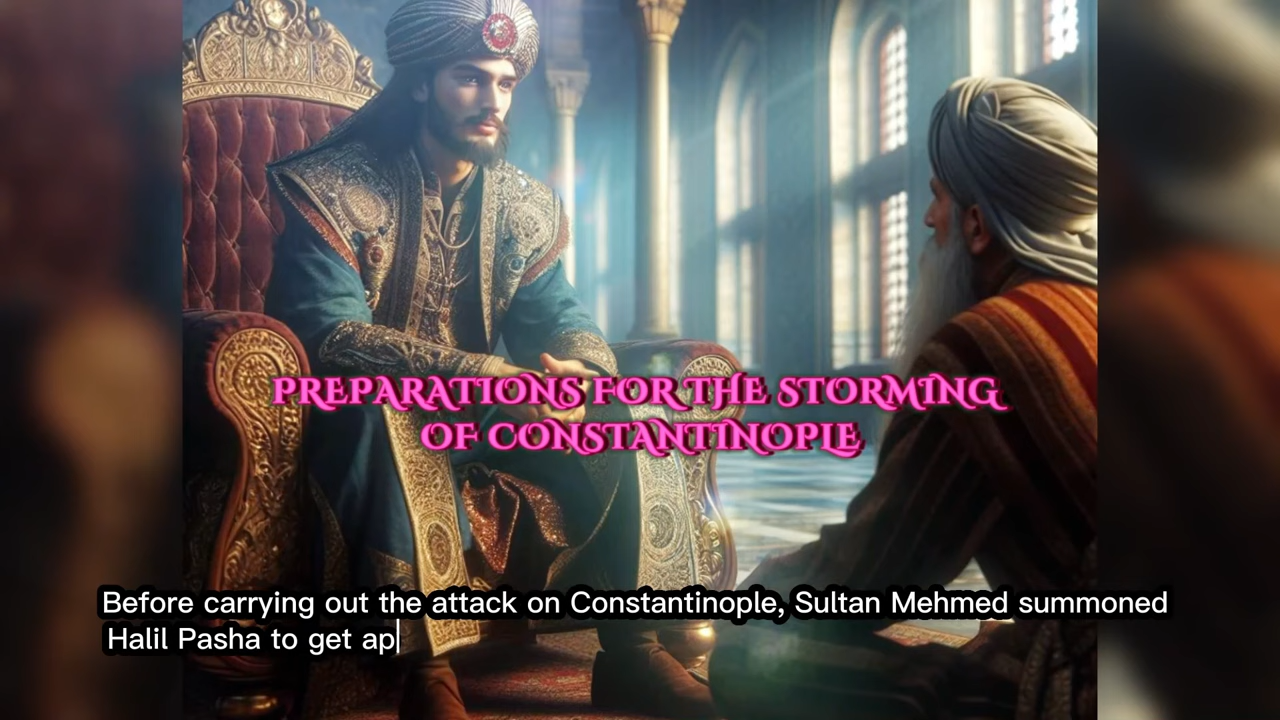 PREPARATIONS FOR THE STORMING
OF CONSTANTINOPLE
Before carrying out the attack on Constantinople, Sultan Mehmed summoned
Halil Pasha to get ap